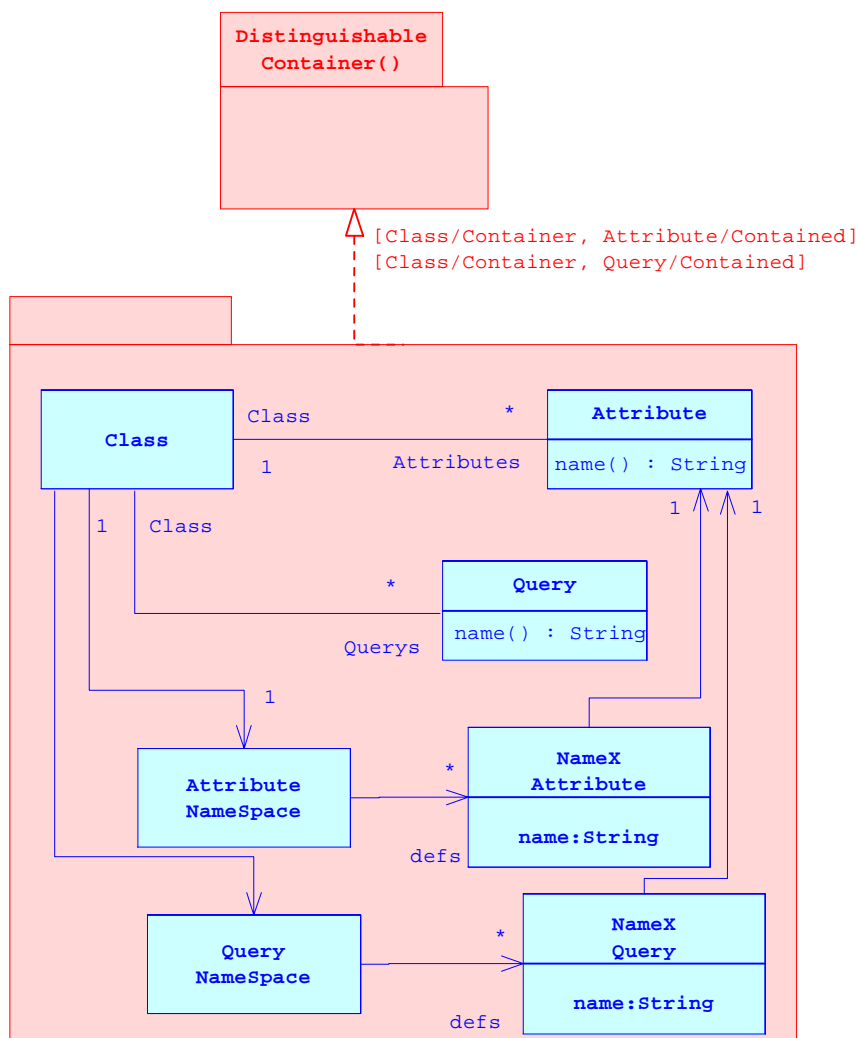 Distinguishable
Container()
[Class/Container, Attribute/Contained]
[Class/Container, Query/Contained]
Class
Class
1
*
Attributes
Attribute
name() : String
1
Class
1
1
*
Querys
Query
name() : String
1
Attribute
NameSpace
*
defs
NameX
Attribute
name:String
Query
NameSpace
*
defs
NameX
Query
name:String